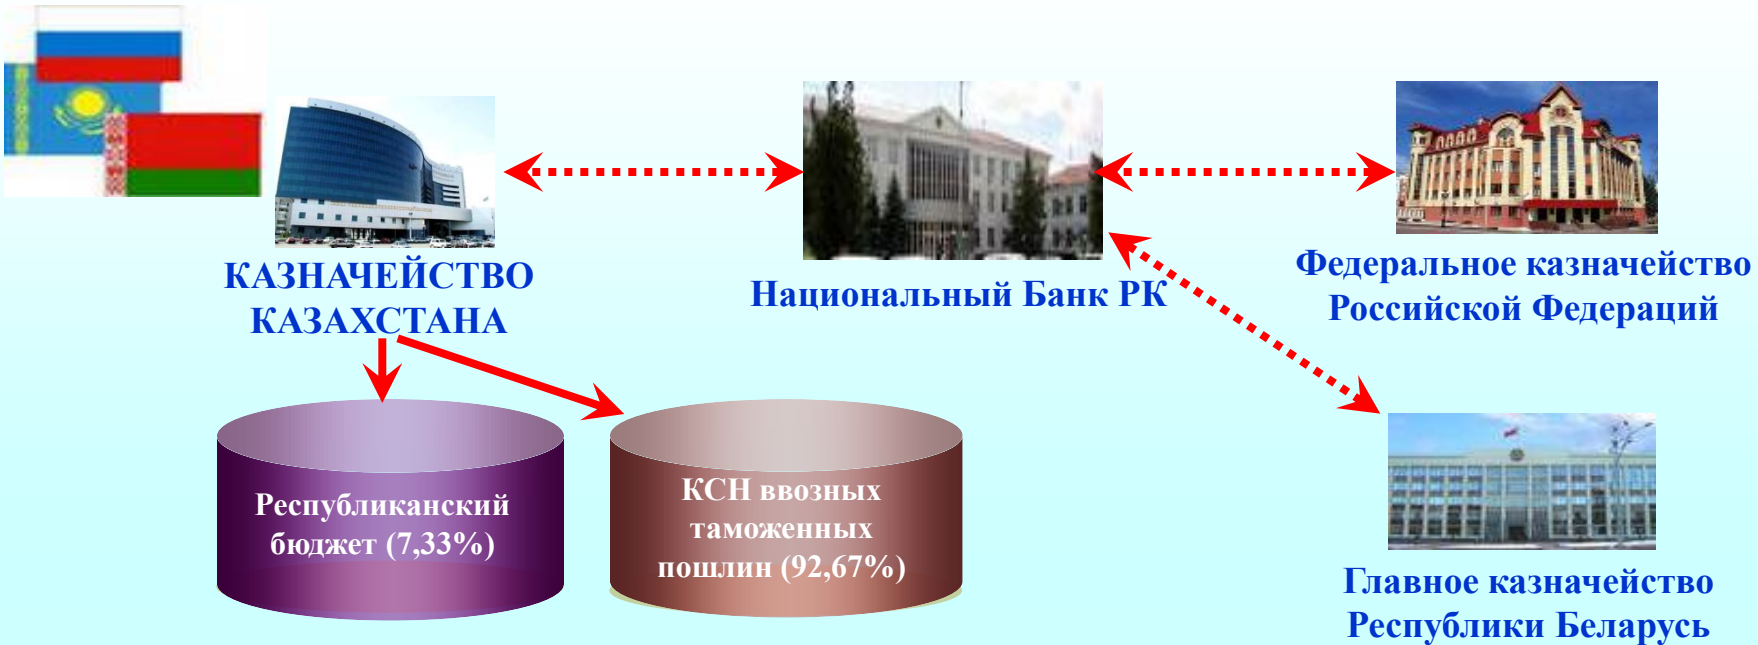 КАЗНАЧЕЙСТВО
КАЗАХСТАНА
Национальный Банк РК
Федеральное казначейство
Российской Федераций
Республиканский
бюджет (7,33%)
КСН ввозных
таможенных
пошлин (92,67%)
Главное казначейство
Республики Беларусь